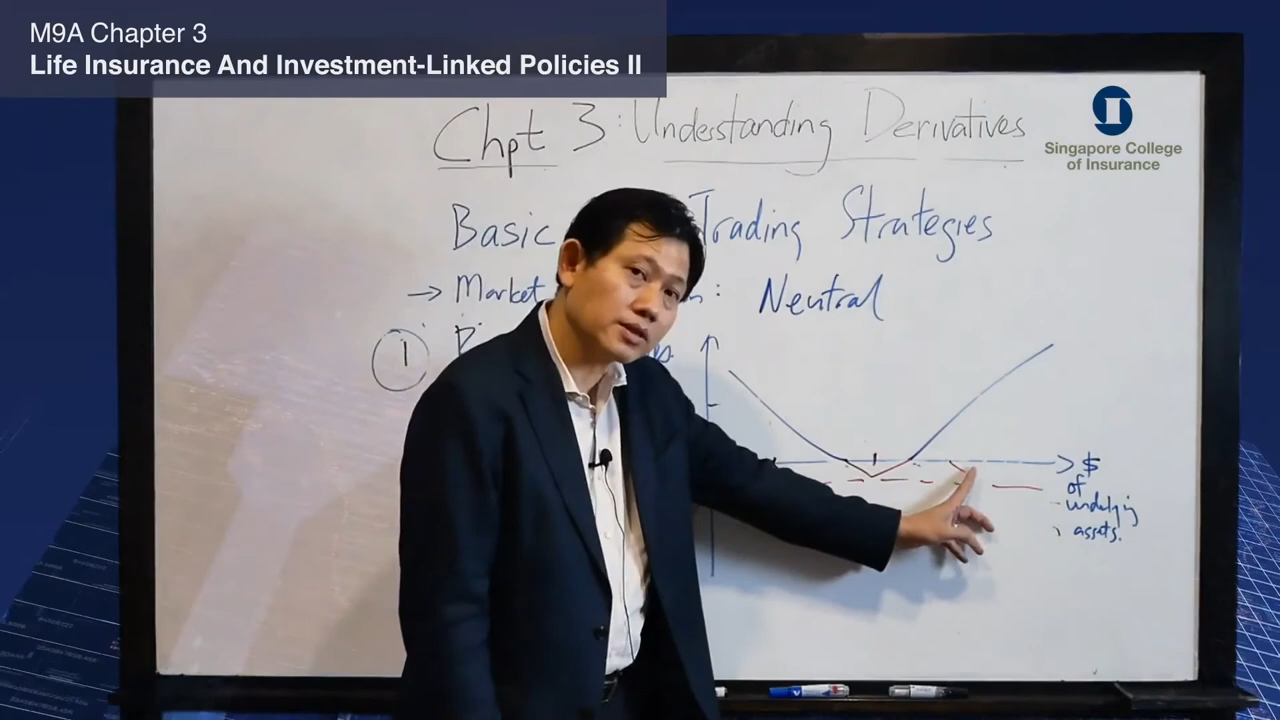 M9A Chapter 3
Life Insurance And Investment-Linked Policies II
Singapore College
of Insurance
Chpt 3: Understanding Derivatives
Basic Trading Strategies
→ Market : Neutral
1
$
of
underlying
assets.